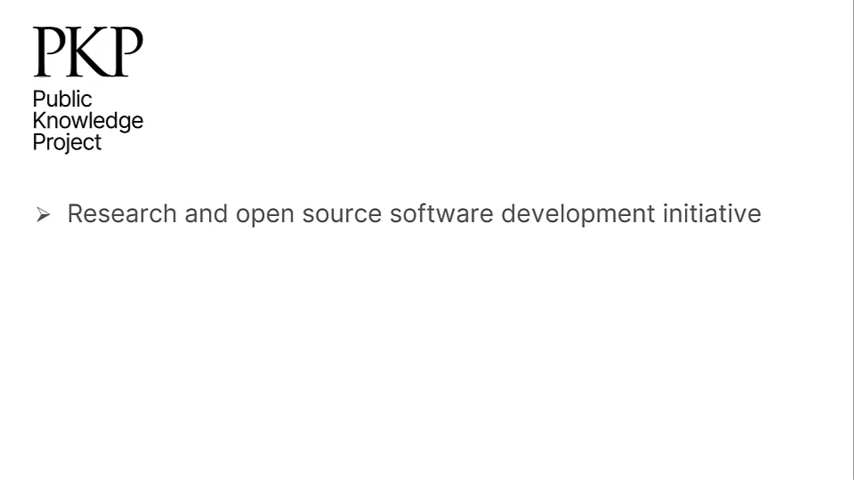 PKP
Public
Knowledge
Project
➢ Research and open source software development initiative